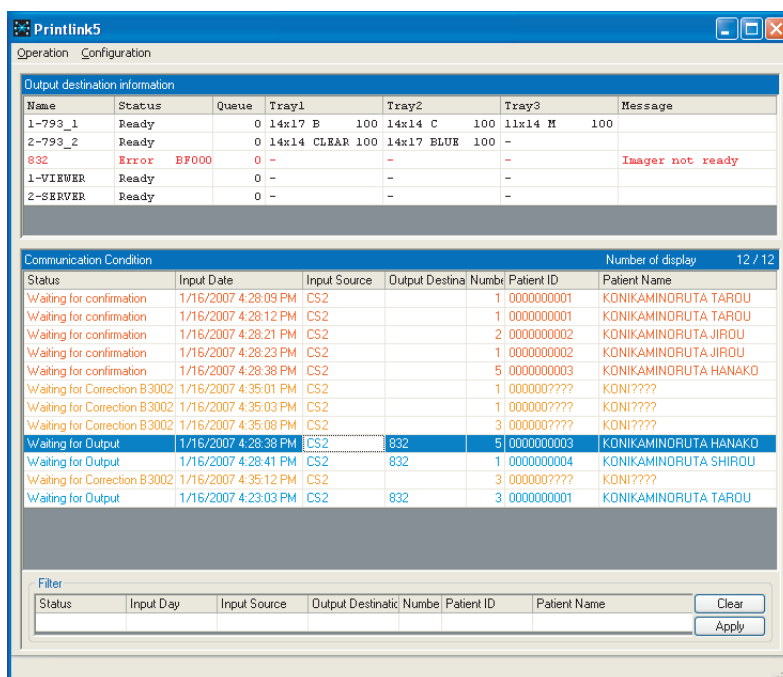 Printlink5
Operation Configuration
Output destination information
Name Status Queue Tray1 Tray2 Tray3 Message
1-793_1 Ready 0 14x17 B 100 14x14 C 100 11x14 M 100
2-793_2 Ready 0 14x14 CLEAR 100 14x17 BLUE 100 -
832 Error BF000 0 - - - Imager not ready
1-VIEWER Ready 0 - - -
2-SERVER Ready 0 - - -
Communication Condition Number of display 12 / 12
Status Input Date Input Source Output Destina Numbe Patient ID Patient Name
Waiting for confirmation 1/16/2007 4:28:09 PM CS2 1 0000000001 KONIKAMINORUTA TAROU
Waiting for confirmation 1/16/2007 4:28:12 PM CS2 1 0000000001 KONIKAMINORUTA TAROU
Waiting for confirmation 1/16/2007 4:28:21 PM CS2 2 0000000002 KONIKAMINORUTA JIROU
Waiting for confirmation 1/16/2007 4:28:23 PM CS2 1 0000000002 KONIKAMINORUTA JIROU
Waiting for confirmation 1/16/2007 4:28:38 PM CS2 5 0000000003 KONIKAMINORUTA HANAKO
Waiting for Correction B3002 1/16/2007 4:35:01 PM CS2 1 000000???? KONI????
Waiting for Correction B3002 1/16/2007 4:35:03 PM CS2 1 000000???? KONI????
Waiting for Correction B3002 1/16/2007 4:35:08 PM CS2 3 000000???? KONI????
Waiting for Output 1/16/2007 4:28:38 PM CS2 832 5 0000000003 KONIKAMINORUTA HANAKO
Waiting for Output 1/16/2007 4:28:41 PM CS2 832 1 0000000004 KONIKAMINORUTA SHIROU
Waiting for Correction B3002 1/16/2007 4:35:12 PM CS2 3 000000???? KONI????
Waiting for Output 1/16/2007 4:23:03 PM CS2 832 3 0000000001 KONIKAMINORUTA TAROU
Filter
Status Input Day Input Source Output Destinatic Numbe Patient ID Patient Name Clear
Apply